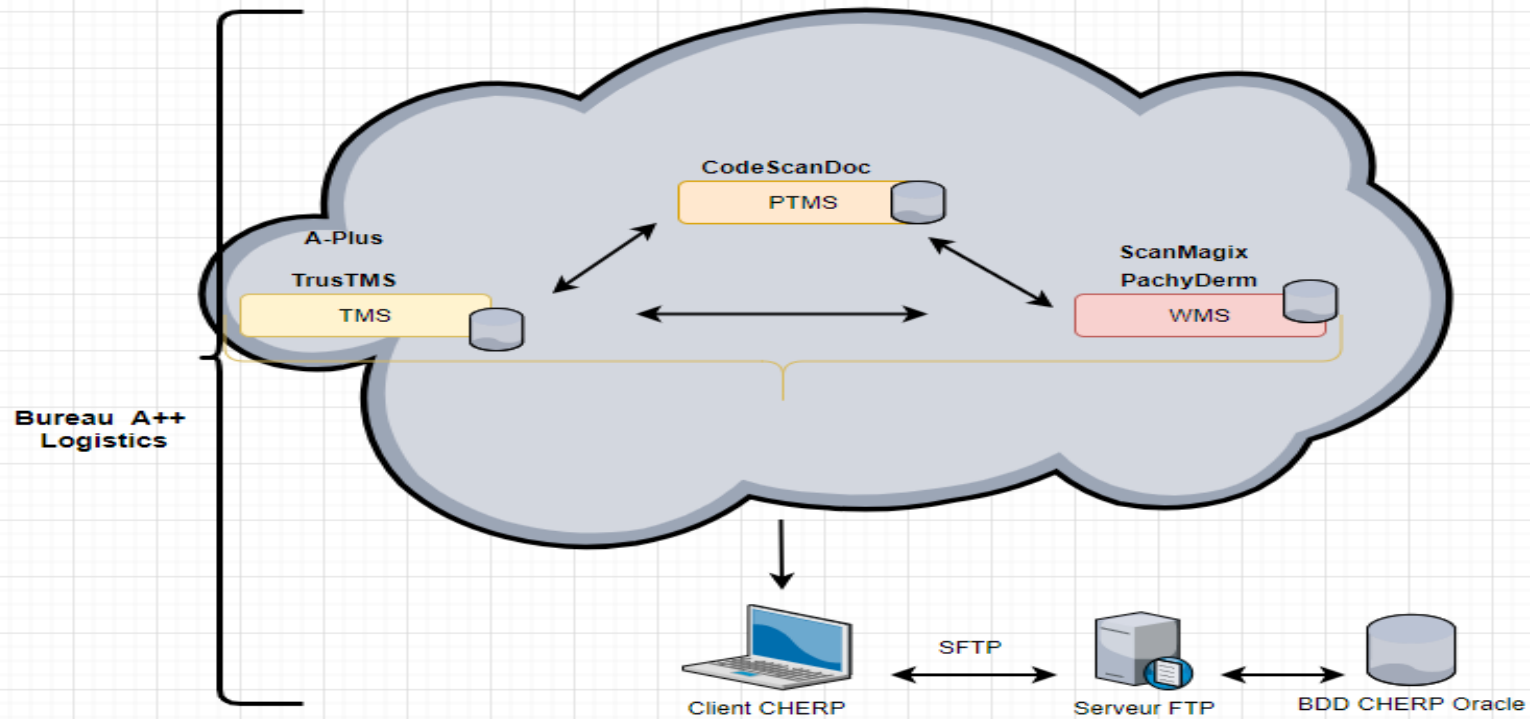 CodeScanDoc
PTMS
A-Plus
TrusTMS
TMS
ScanMagix
PachyDerm
WMS
Bureau A++
Logistics
SFTP
Client CHERP
Serveur FTP
BDD CHERP Oracle